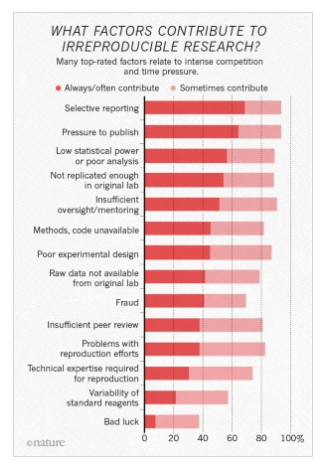 WHAT FACTORS CONTRIBUTE TO
IRREPRODUCIBLE RESEARCH?
Many top-rated factors relate to intense competition
and time pressure.
Always/often contribute Sometimes contribute
Selective reporting
Pressure to publish
Low statistical power
or poor analysis
Not replicated enough
in original lab
Insufficient
oversight/mentoring
Methods, code unavailable
Poor experimental design
Raw data not available
from original lab
Fraud
Insufficient peer review
Problems with
reproduction efforts
Technical expertise required
for reproduction
Variability of
standard reagents
Bad luck
0 20 40 60 80 100%
©nature